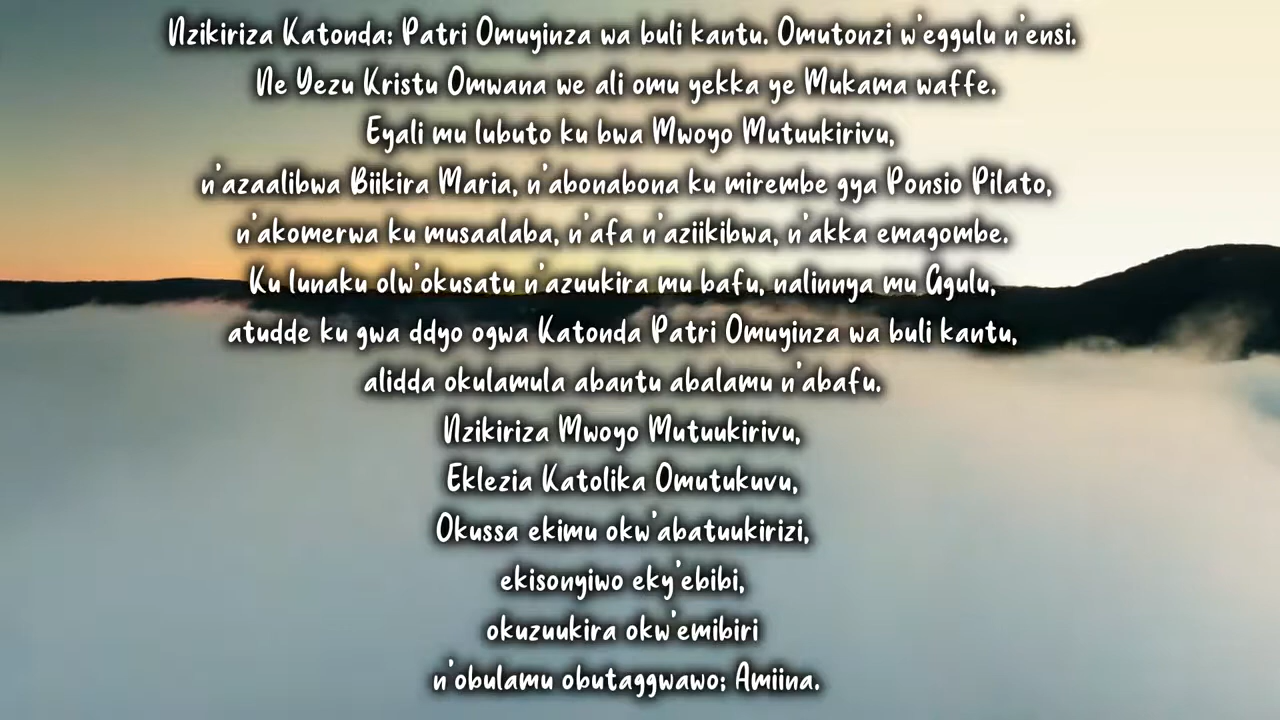 Nzikiriza Katonda: Patri Omuyinza wa buli kantu. Omutonzi w'eggulu n'ensi.
Ne Yezu Kristu Omwana we ali omu yekka ye Mukama waffe.
Eyali mu lubuto ku bwa Mwoyo Mutuukirivu,
n'azaalibwa Biikira Maria, n'abonabona ku mirembe gya Ponsio Pilato,
n'akomerwa ku musaalaba, n'afa n'aziikibwa, n'akka emagombe.
Ku lunaku olw'okusatu n'azuukira mu bafu, nalinnya mu Ggulu,
atudde ku gwa ddyo ogwa Katonda Patri Omuyinza wa buli kantu,
alidda okulamula abantu abalamu n'abafu.
Nzikiriza Mwoyo Mutuukirivu,
Eklezia Katolika Omutukuvu,
Okussa ekimu okw'abatuukirizi,
ekisonyiwo eky'ebibi,
okuzuukira okw'emibiri
n'obulamu obutaggwawo; Amiina.